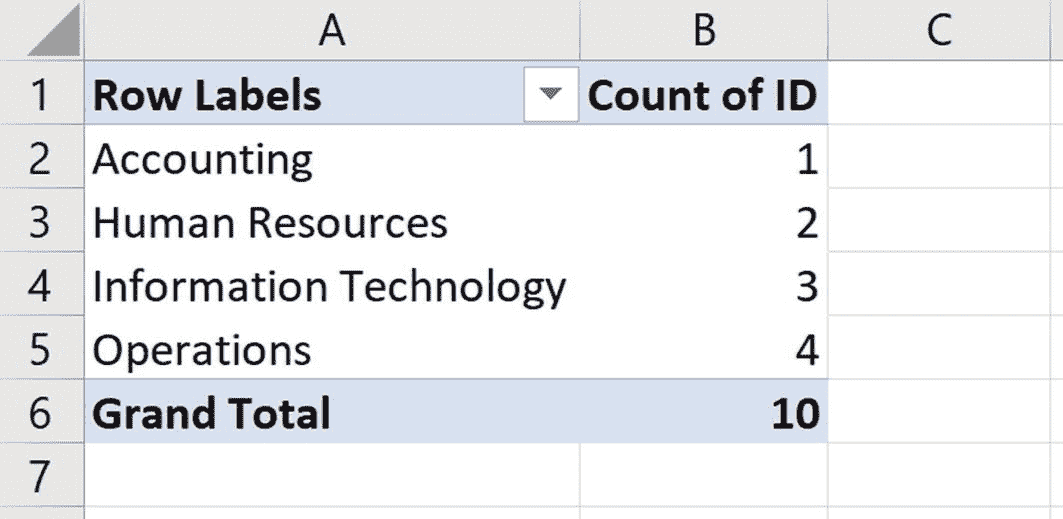 A B C
1 Row Labels Count of ID
2 Accounting 1
3 Human Resources 2
4 Information Technology 3
5 Operations 4
6 Grand Total 10
7